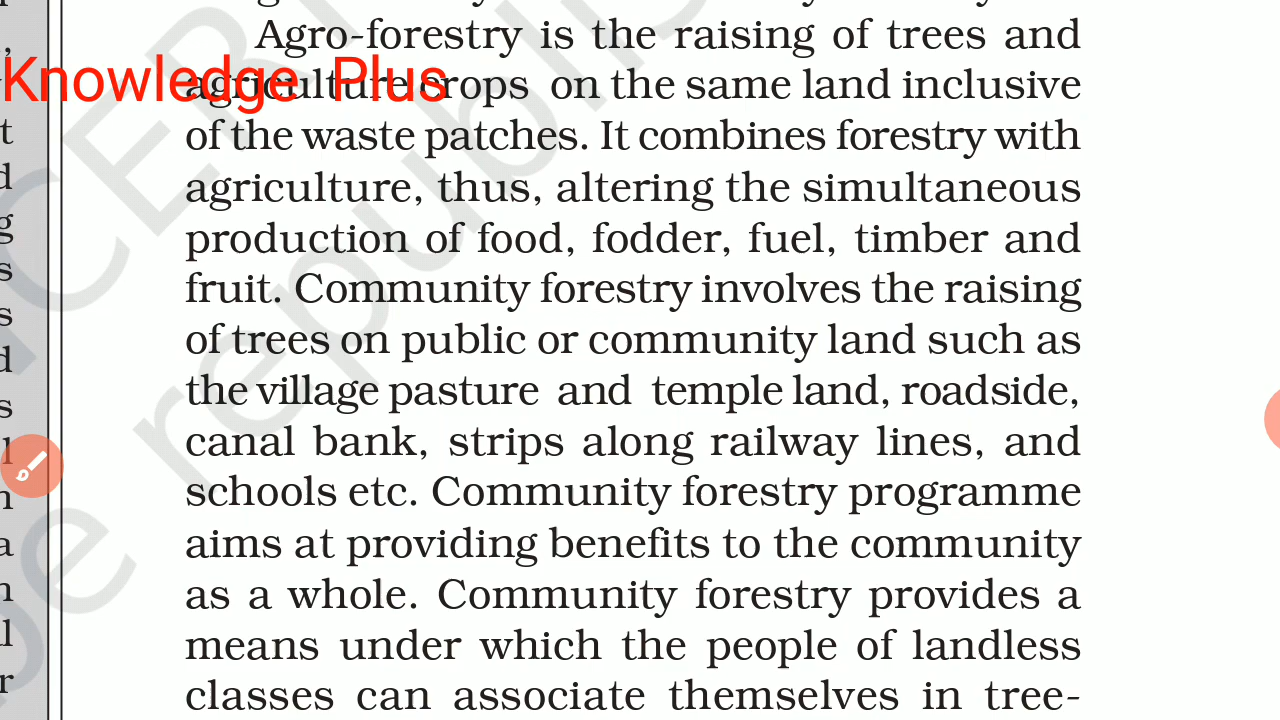 Agro-forestry is the raising of trees and
Knowledge Plus
agriculture crops on the same land inclusive
of the waste patches. It combines forestry with
agriculture, thus, altering the simultaneous
production of food, fodder, fuel, timber and
fruit. Community forestry involves the raising
of trees on public or community land such as
the village pasture and temple land, roadside,
canal bank, strips along railway lines, and
schools etc. Community forestry programme
aims at providing benefits to the community
as a whole. Community forestry provides a
means under which the people of landless
classes can associate themselves in tree-